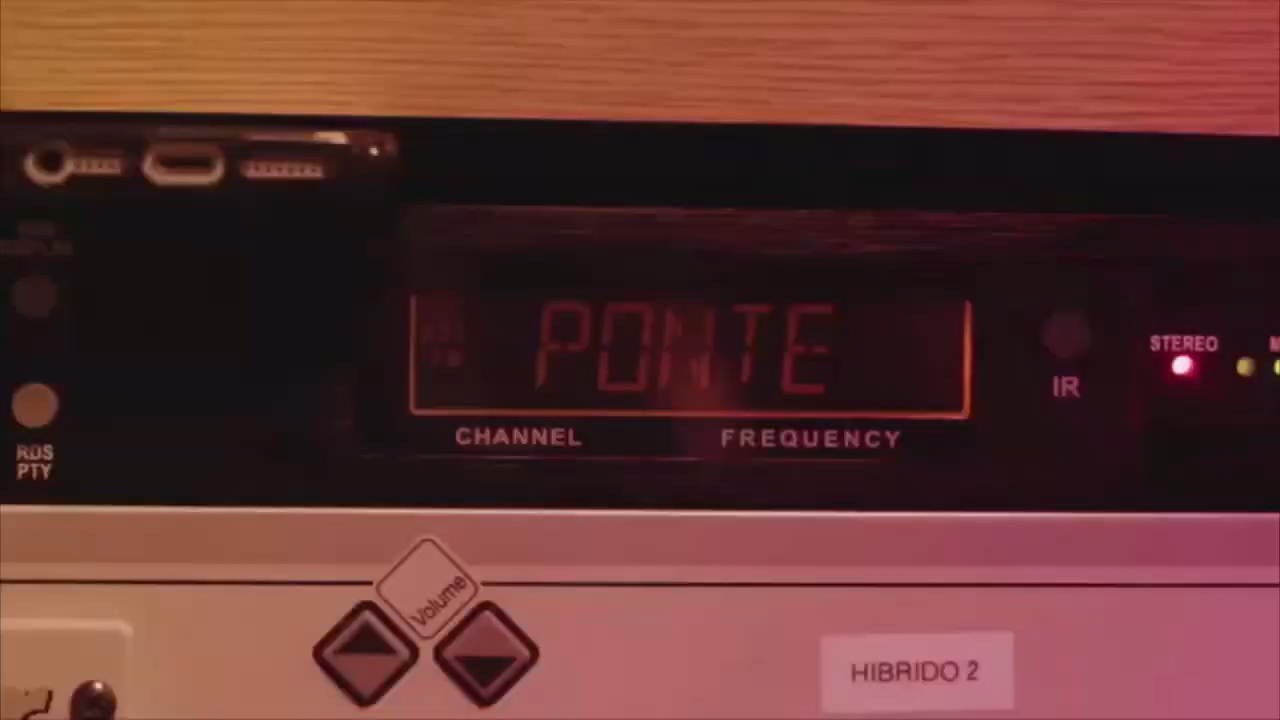 PONTE
STEREO
IR
CHANNEL
FREQUENCY
RDS
PTY
Volume
HIBRIDO 2